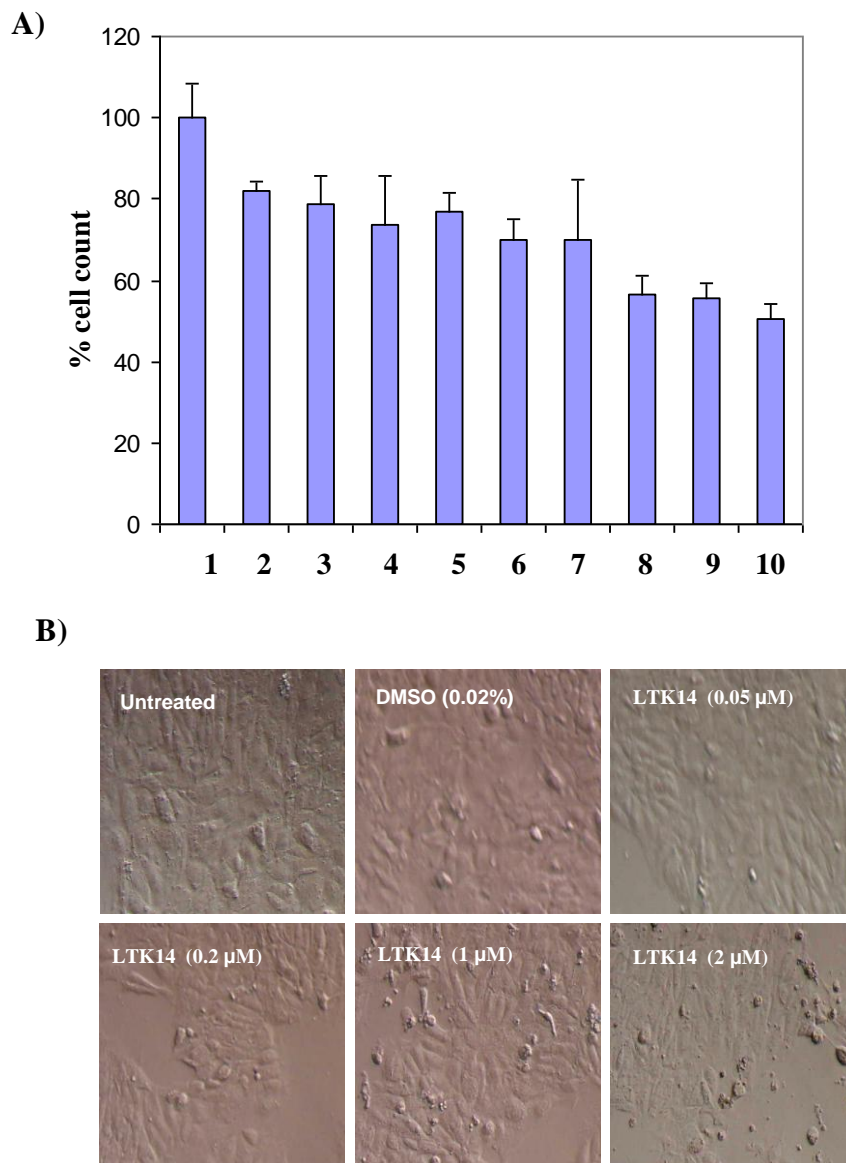 A)
120
100
80
60
40
20
0
% cell count
1 2 3 4 5 6 7 8 9 10
B)
Untreated
DMSO (0.02%)
LTK14 (0.05 µM)
LTK14 (0.2 µM)
LTK14 (1 µM)
LTK14 (2 µM)